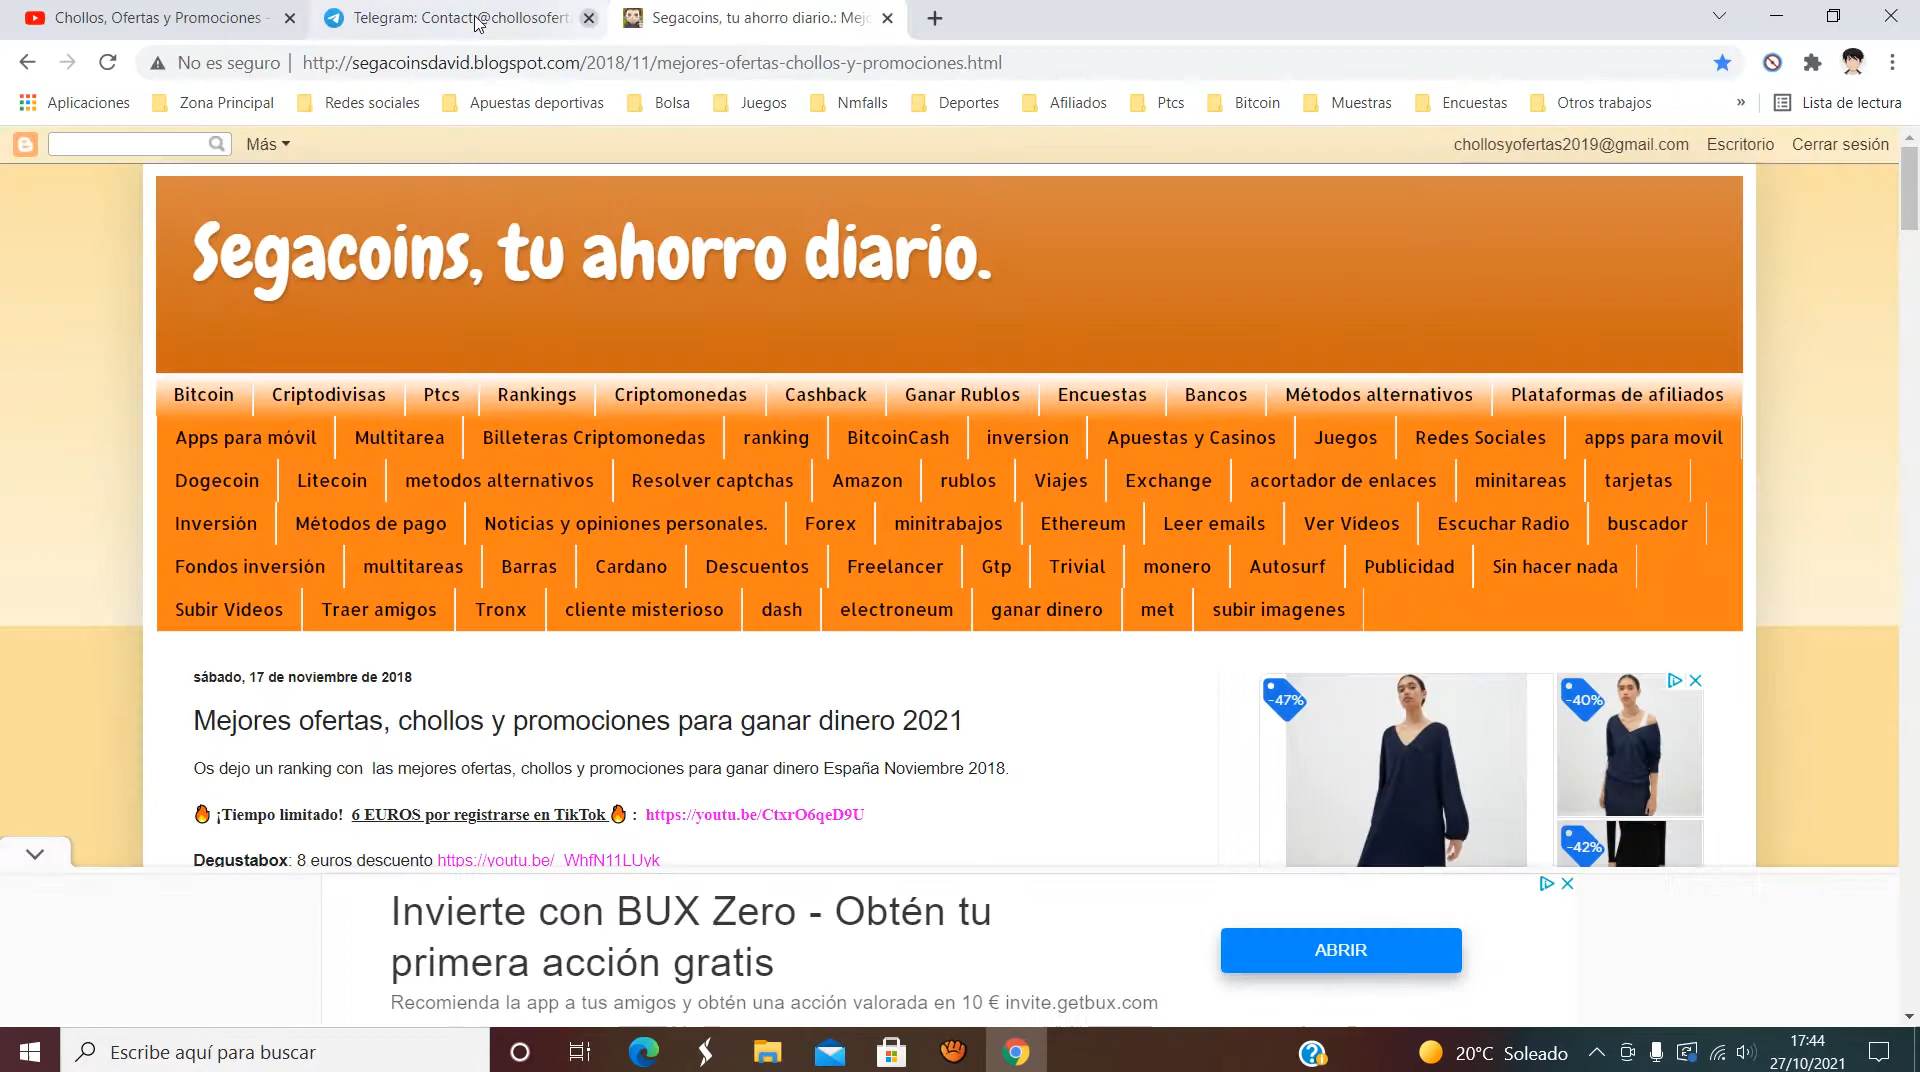 Chollos, Ofertas y Promociones -
Telegram: Contact @chollosofert
Segacoins, tu ahorro diario.: Mejo
No es seguro | http://segacoinsdavid.blogspot.com/2018/11/mejores-ofertas-chollos-y-promociones.html
Aplicaciones Zona Principal Redes sociales Apuestas deportivas Bolsa Juegos Nmfalls Deportes Afiliados Ptcs Bitcoin Muestras Encuestas Otros trabajos » Lista de lectura
Más chollosyofertas2019@gmail.com Escritorio Cerrar sesión
Segacoins, tu ahorro diario.
Bitcoin Criptodivisas Ptcs Rankings Criptomonedas Cashback Ganar Rublos Encuestas Bancos Métodos alternativos Plataformas de afiliados
Apps para móvil Multitarea Billeteras Criptomonedas ranking BitcoinCash inversion Apuestas y Casinos Juegos Redes Sociales apps para movil
Dogecoin Litecoin metodos alternativos Resolver captchas Amazon rublos Viajes Exchange acortador de enlaces minitareas tarjetas
Inversión Métodos de pago Noticias y opiniones personales. Forex minitrabajos Ethereum Leer emails Ver Vídeos Escuchar Radio buscador
Fondos inversión multitareas Barras Cardano Descuentos Freelancer Gtp Trivial monero Autosurf Publicidad Sin hacer nada
Subir Vídeos Traer amigos Tronx cliente misterioso dash electroneum ganar dinero met subir imagenes
sábado, 17 de noviembre de 2018
Mejores ofertas, chollos y promociones para ganar dinero 2021
Os dejo un ranking con las mejores ofertas, chollos y promociones para ganar dinero España Noviembre 2018.
🔥 ¡Tiempo limitado! 6 EUROS por registrarse en TikTok 🔥 : https://youtu.be/CtxrO6qeD9U
Degustabox: 8 euros descuento https://youtu.be/_WhfN11LUyk
-47%
-40%
-42%
Invierte con BUX Zero - Obtén tu
primera acción gratis
Recomienda la app a tus amigos y obtén una acción valorada en 10 € invite.getbux.com
ABRIR
Escribe aquí para buscar
20°C Soleado
17:44
27/10/2021